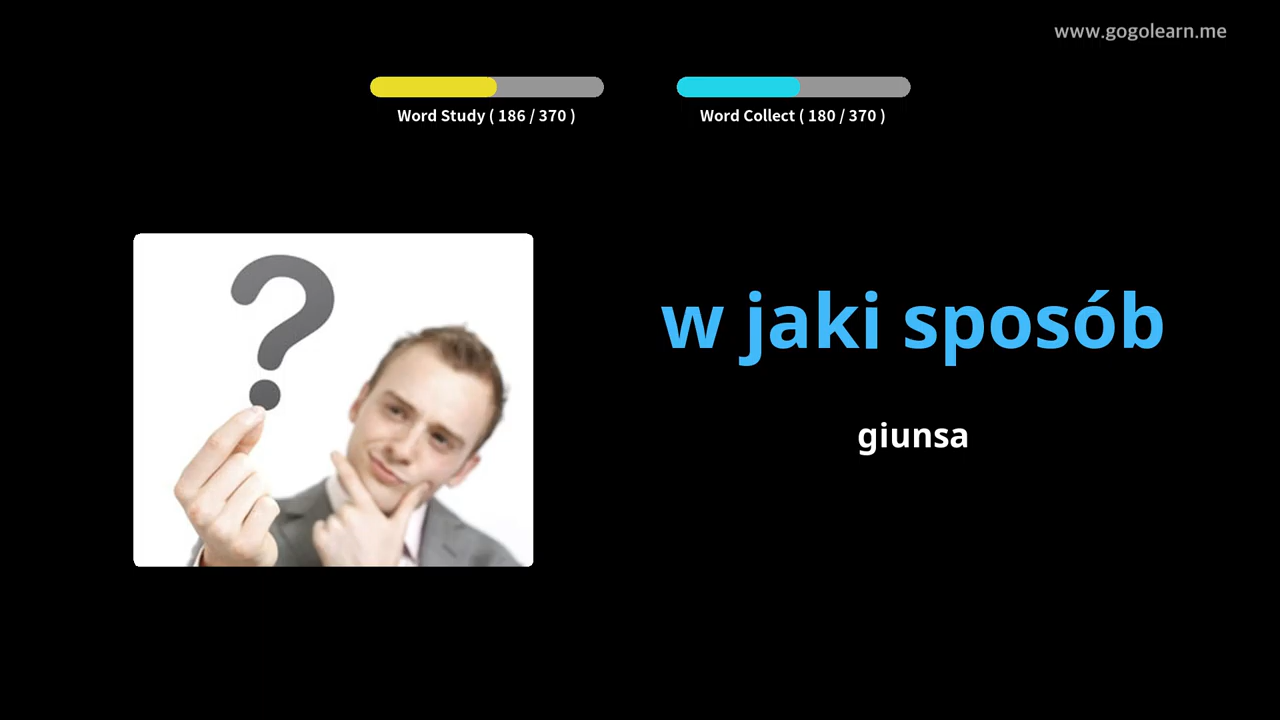 www.gogolearn.me
Word Study ( 186 / 370 )
Word Collect ( 180 / 370 )
w jaki sposób
giunsa